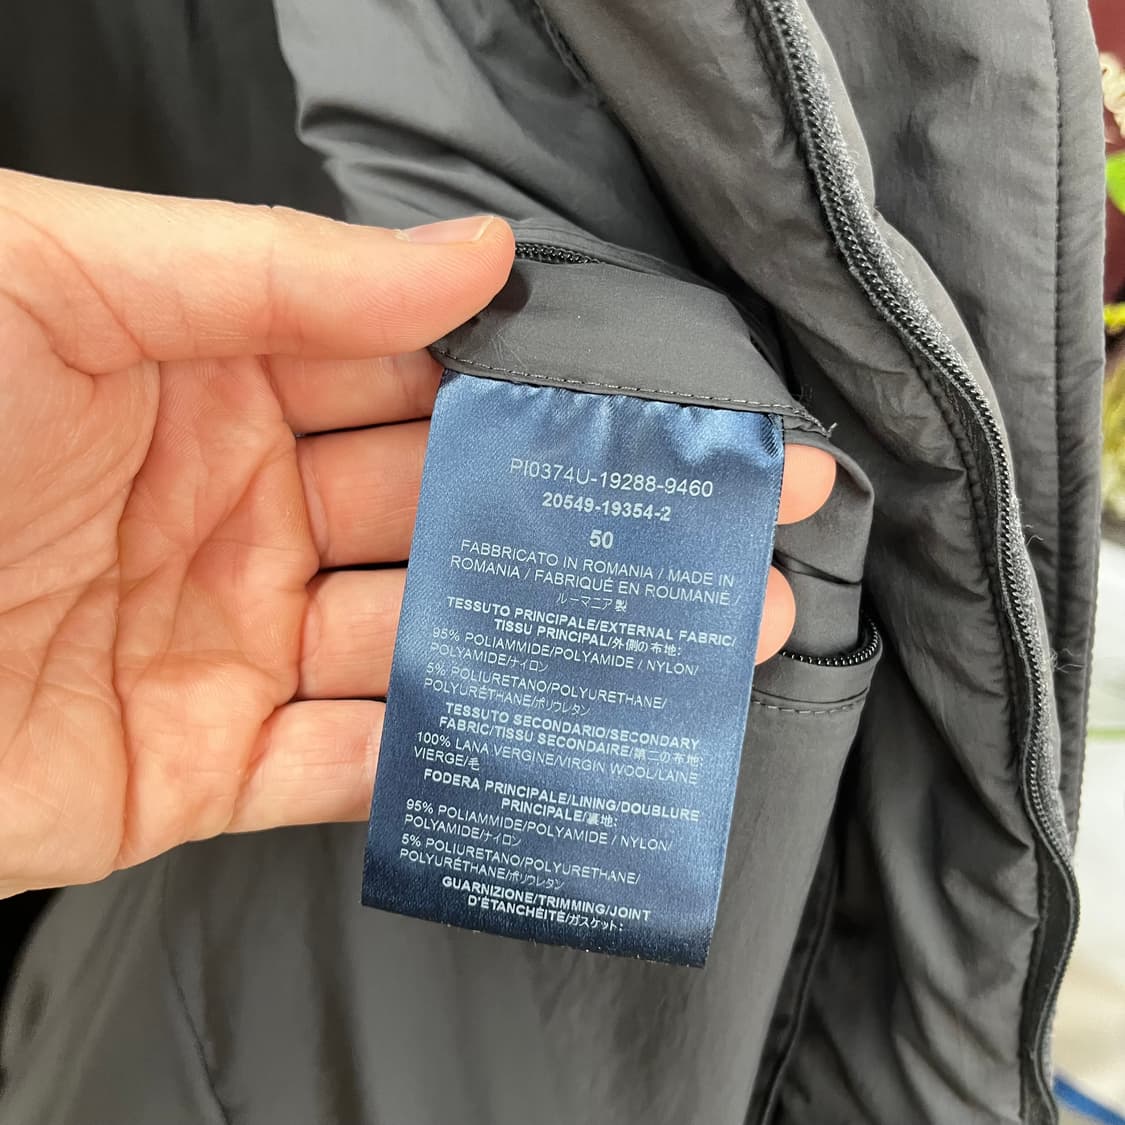 PI0374U-19288-9460
20549-19354-2
50
FABBRICATO IN ROMANIA / MADE IN
ROMANIA / FABRIQUÉ EN ROUMANIE /
ルーマニア製
TESSUTO PRINCIPALE/EXTERNAL FABRIC/
TISSU PRINCIPAL/外側の布地:
95% POLIAMMIDE/POLYAMIDE / NYLON/
POLYAMIDE/ナイロン
5% POLIURETANO/POLYURETHANE/
POLYURÉTHANE/ポリウレタン
TESSUTO SECONDARIO/SECONDARY
FABRIC/TISSU SECONDAIRE/第二の布地:
100% LANA VERGINE/VIRGIN WOOL/LAINE
VIERGE/毛
FODERA PRINCIPALE/LINING/DOUBLURE
PRINCIPALE/裏地:
95% POLIAMMIDE/POLYAMIDE / NYLON/
POLYAMIDE/ナイロン
5% POLIURETANO/POLYURETHANE/
POLYURÉTHANE/ポリウレタン
GUARNIZIONE/TRIMMING/JOINT
D'ÉTANCHÉITÉ/ガスケット: